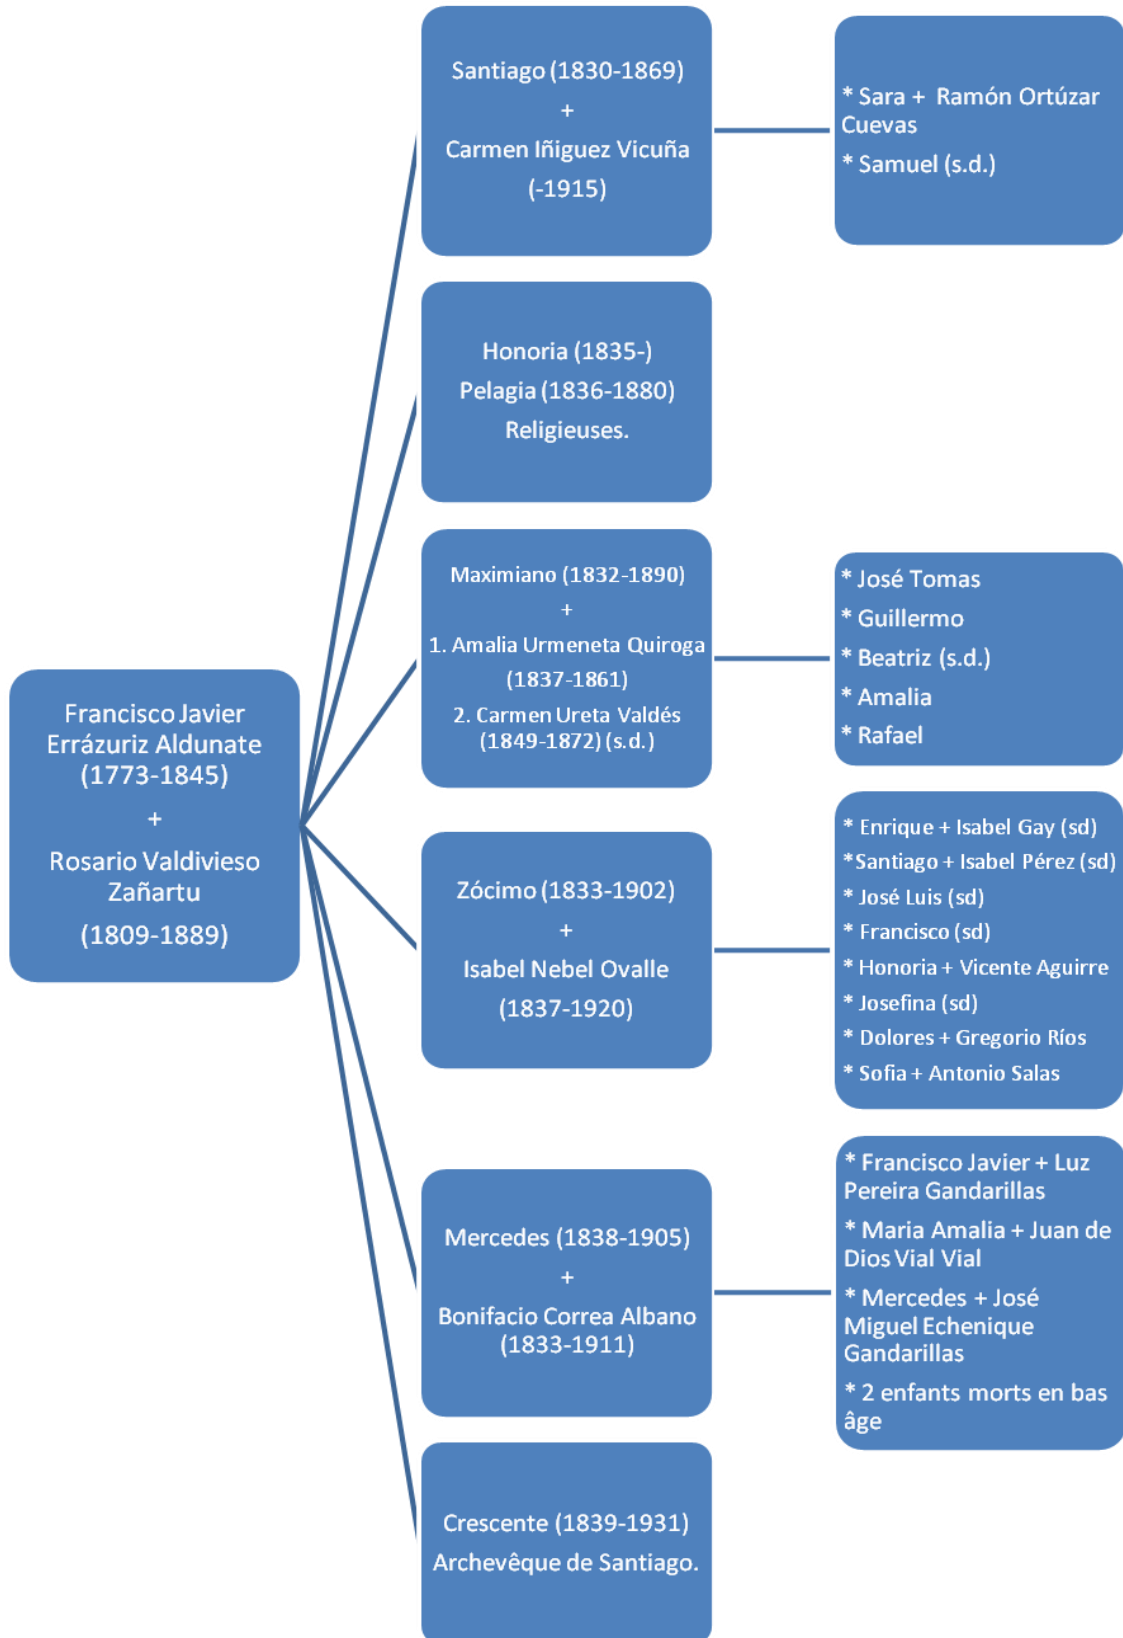 Francisco Javier
Errázuriz Aldunate
(1773-1845)
+
Rosario Valdivieso
Zañartu
(1809-1889)
Santiago (1830-1869)
+
Carmen Iñiguez Vicuña
(-1915)
* Sara + Ramón Ortúzar
Cuevas
* Samuel (s.d.)
Honoria (1835-)
Pelagia (1836-1880)
Religieuses.
Maximiano (1832-1890)
+
1. Amalia Urmeneta Quiroga
(1837-1861)
2. Carmen Ureta Valdés
(1849-1872) (s.d.)
* José Tomas
* Guillermo
* Beatriz (s.d.)
* Amalia
* Rafael
Zócimo (1833-1902)
+
Isabel Nebel Ovalle
(1837-1920)
* Enrique + Isabel Gay (sd)
*Santiago + Isabel Pérez (sd)
* José Luis (sd)
* Francisco (sd)
* Honoria + Vicente Aguirre
* Josefina (sd)
* Dolores + Gregorio Ríos
* Sofia + Antonio Salas
Mercedes (1838-1905)
+
Bonifacio Correa Albano
(1833-1911)
* Francisco Javier + Luz
Pereira Gandarillas
* Maria Amalia + Juan de
Dios Vial Vial
* Mercedes + José
Miguel Echenique
Gandarillas
* 2 enfants morts en bas
âge
Crescente (1839-1931)
Archevêque de Santiago.